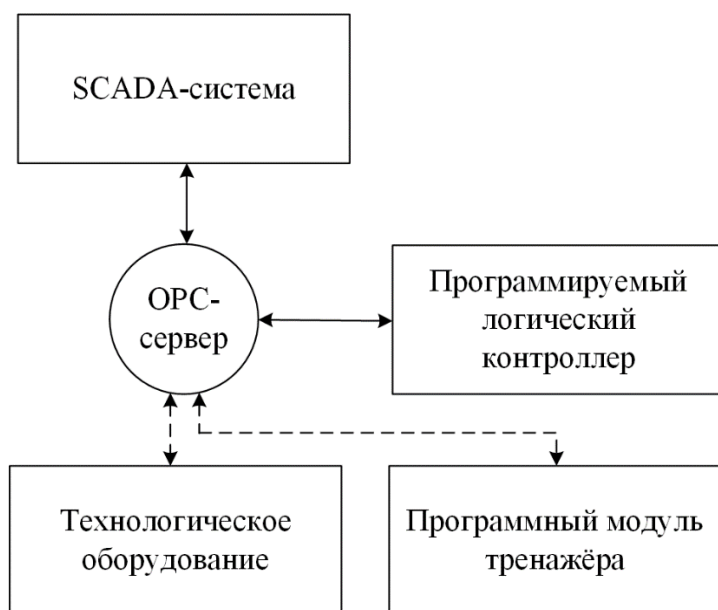 SCADA-система
OPC-
сервер
Программируемый
логический
контроллер
Технологическое
оборудование
Программный модуль
тренажёра